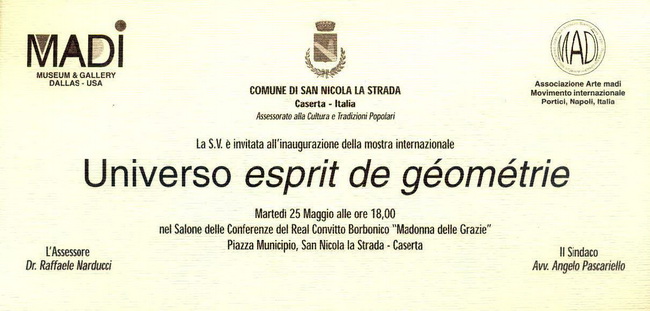 MADi
MUSEUM & GALLERY
DALLAS - USA
COMUNE DI SAN NICOLA LA STRADA
Caserta - Italia
Assessorato alla Cultura e Tradizioni Popolari
MADI
Associazione Arte madi
Movimento internazionale
Portici, Napoli, Italia
La S.V. è invitata all'inaugurazione della mostra internazionale
Universo esprit de géométrie
Martedì 25 Maggio alle ore 18,00
nel Salone delle Conferenze del Real Convitto Borbonico "Madonna delle Grazie"
Piazza Municipio, San Nicola la Strada - Caserta
L'Assessore
Dr. Raffaele Narducci
Il Sindaco
Avv. Angelo Pascariello